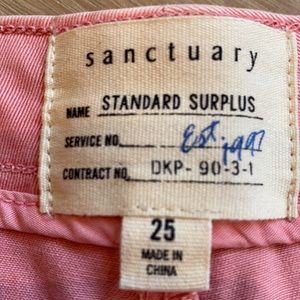 sanctuary
NAME STANDARD SURPLUS
SERVICE NO. Est. 1997
CONTRACT NO. DKP-90-3-1
25
MADE IN
CHINA